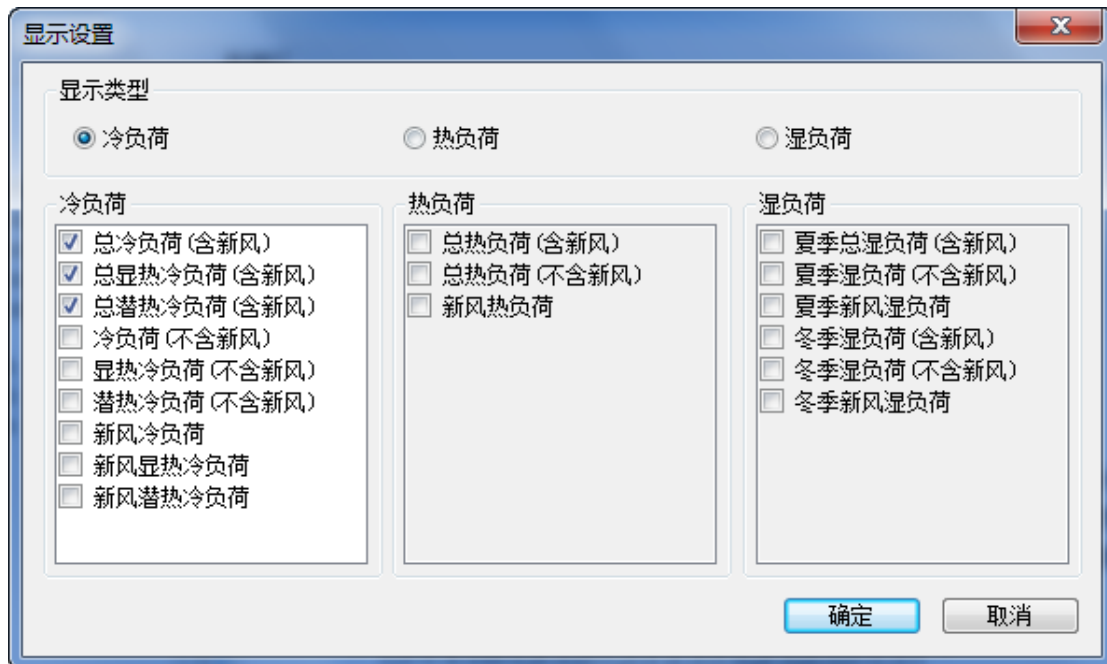 显示设置
显示类型
冷负荷
热负荷
湿负荷
冷负荷
总冷负荷(含新风)
总显热冷负荷(含新风)
总潜热冷负荷(含新风)
冷负荷(不含新风)
显热冷负荷(不含新风)
潜热冷负荷(不含新风)
新风冷负荷
新风显热冷负荷
新风潜热冷负荷
热负荷
总热负荷(含新风)
总热负荷(不含新风)
新风热负荷
湿负荷
夏季总湿负荷(含新风)
夏季湿负荷(不含新风)
夏季新风湿负荷
冬季湿负荷(含新风)
冬季湿负荷(不含新风)
冬季新风湿负荷
确定
取消